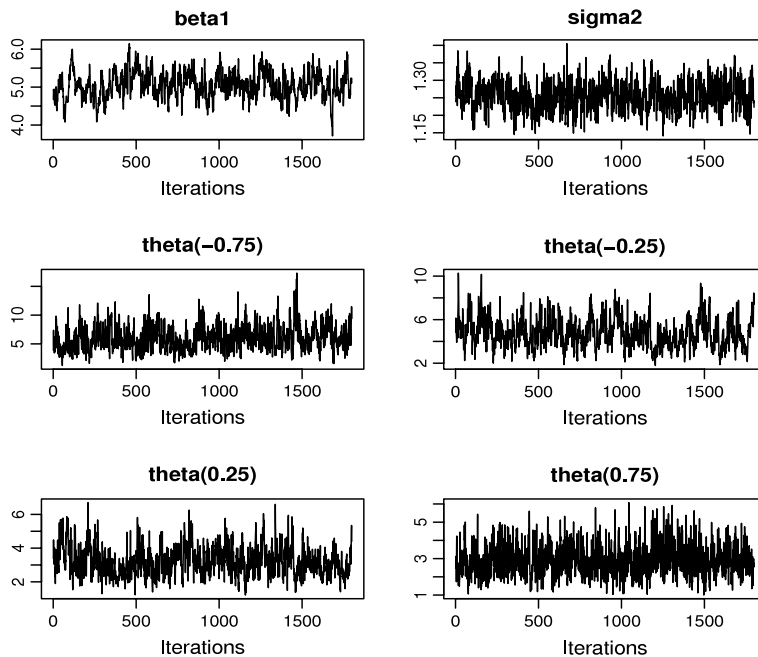 beta1
4.0 5.0 6.0
0 500 1000 1500
Iterations
sigma2
1.15 1.30
0 500 1000 1500
Iterations
theta(−0.75)
5 10
0 500 1000 1500
Iterations
theta(−0.25)
2 6 10
0 500 1000 1500
Iterations
theta(0.25)
2 4 6
0 500 1000 1500
Iterations
theta(0.75)
1 3 5
0 500 1000 1500
Iterations